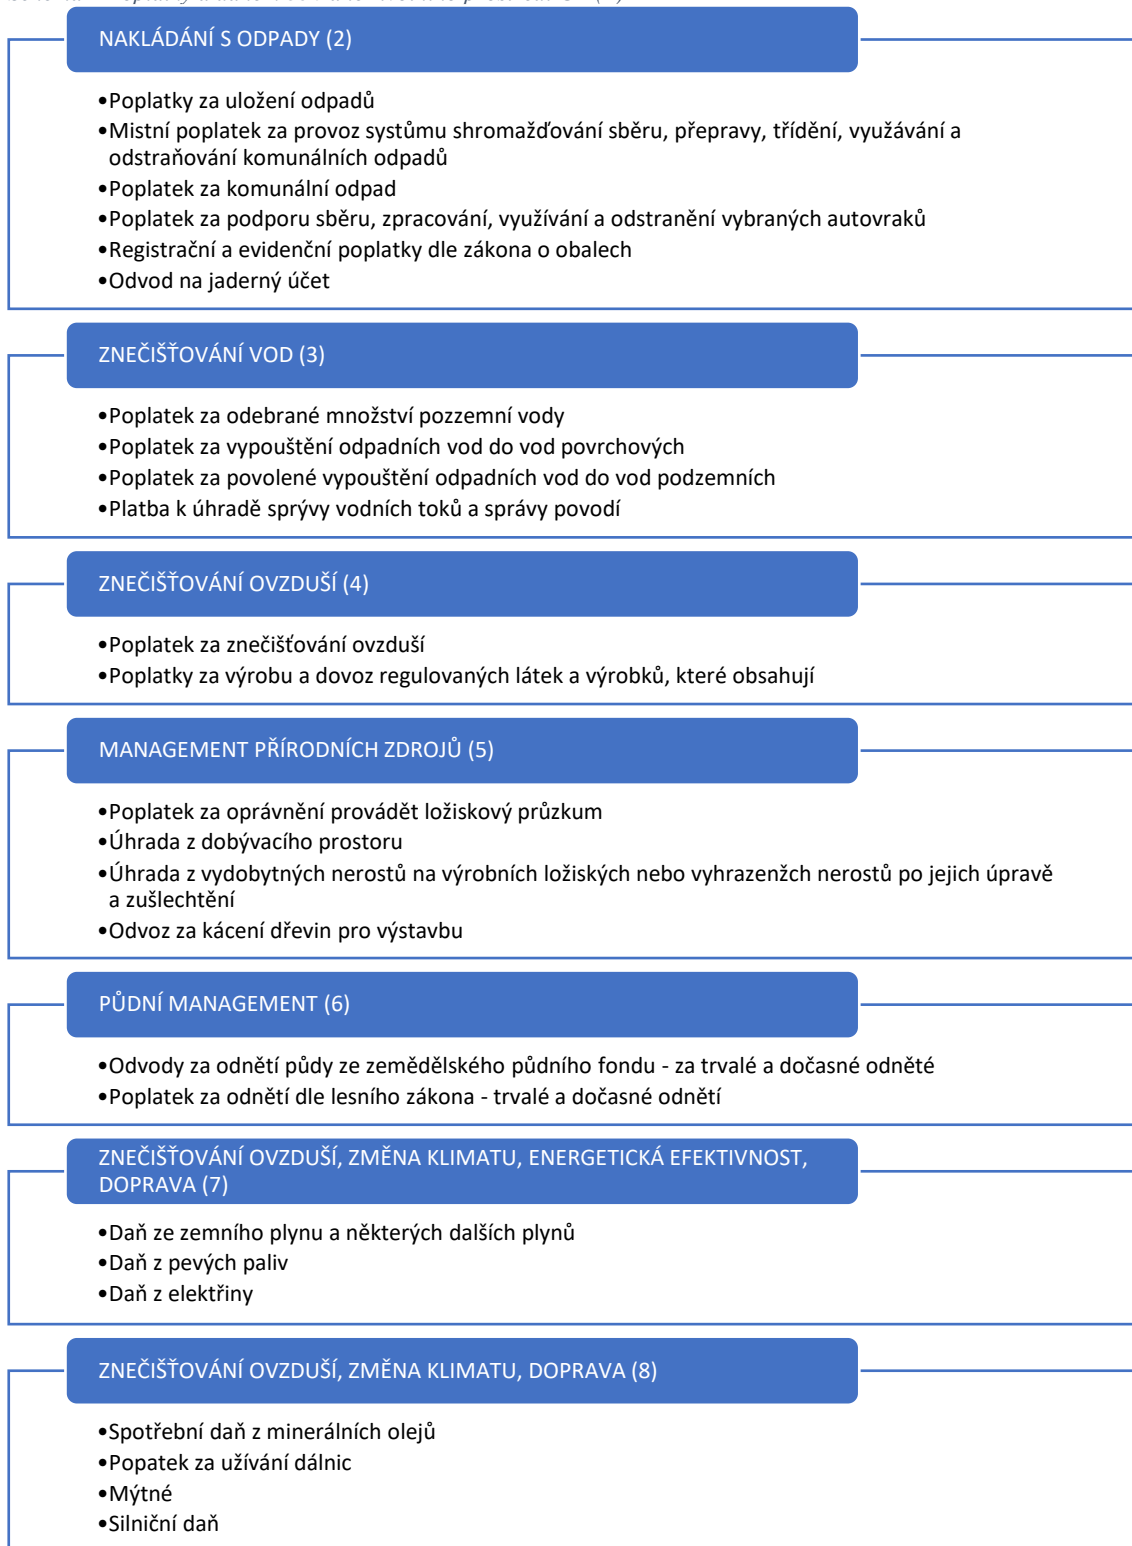 NAKLÁDÁNÍ S ODPADY (2)
•Poplatky za uložení odpadů
•Mistní poplatek za provoz systůmu shromažďování sběru, přepravy, třídění, využávání a
odstraňování komunálních odpadů
•Poplatek za komunální odpad
•Poplatek za podporu sběru, zpracování, využívání a odstranění vybraných autovraků
•Registrační a evidenční poplatky dle zákona o obalech
•Odvod na jaderný účet
ZNEČIŠŤOVÁNÍ VOD (3)
•Poplatek za odebrané množství pozzemní vody
•Poplatek za vypouštění odpadních vod do vod povrchových
•Poplatek za povolené vypouštění odpadních vod do vod podzemních
•Platba k úhradě sprývy vodních toků a správy povodí
ZNEČIŠŤOVÁNÍ OVZDUŠÍ (4)
•Poplatek za znečišťování ovzduší
•Poplatky za výrobu a dovoz regulovaných látek a výrobků, které obsahují
MANAGEMENT PŘÍRODNÍCH ZDROJŮ (5)
•Poplatek za oprávnění provádět ložiskový průzkum
•Úhrada z dobývacího prostoru
•Úhrada z vydobytných nerostů na výrobních ložiských nebo vyhrazenžch nerostů po jejich úpravě
a zušlechtění
•Odvoz za kácení dřevin pro výstavbu
PŮDNÍ MANAGEMENT (6)
•Odvody za odnětí půdy ze zemědělského půdního fondu - za trvalé a dočasné odněté
•Poplatek za odnětí dle lesního zákona - trvalé a dočasné odnětí
ZNEČIŠŤOVÁNÍ OVZDUŠÍ, ZMĚNA KLIMATU, ENERGETICKÁ EFEKTIVNOST,
DOPRAVA (7)
•Daň ze zemního plynu a některých dalších plynů
•Daň z pevých paliv
•Daň z elektřiny
ZNEČIŠŤOVÁNÍ OVZDUŠÍ, ZMĚNA KLIMATU, DOPRAVA (8)
•Spotřební daň z minerálních olejů
•Popatek za užívání dálnic
•Mýtné
•Silniční daň